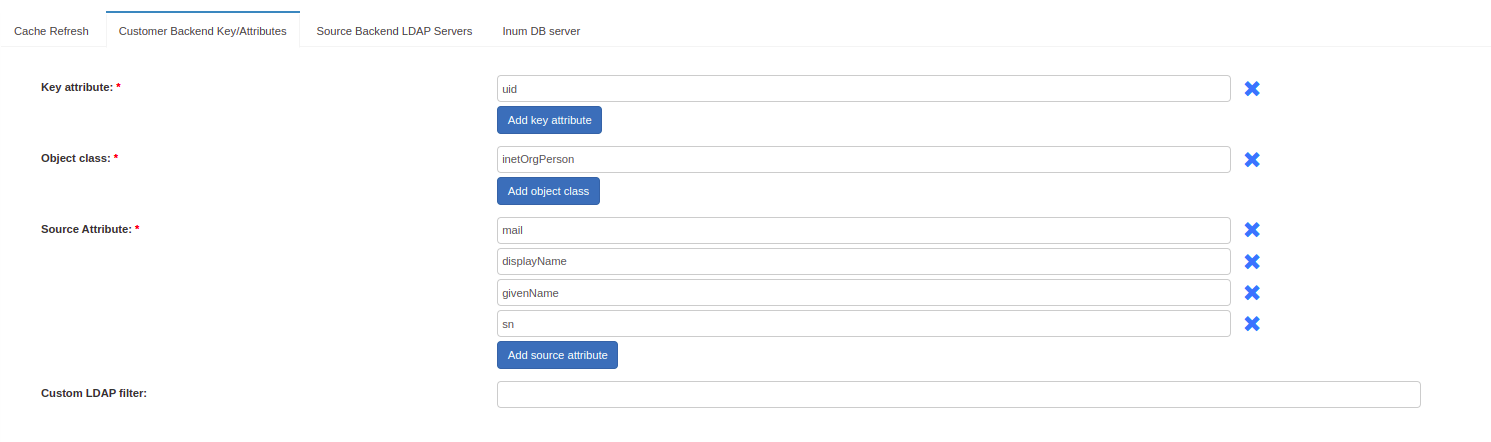 Cache Refresh Customer Backend Key/Attributes Source Backend LDAP Servers Inum DB server
Key attribute: * uid
Add key attribute
Object class: * inetOrgPerson
Add object class
Source Attribute: * mail
displayName
givenName
sn
Add source attribute
Custom LDAP filter: